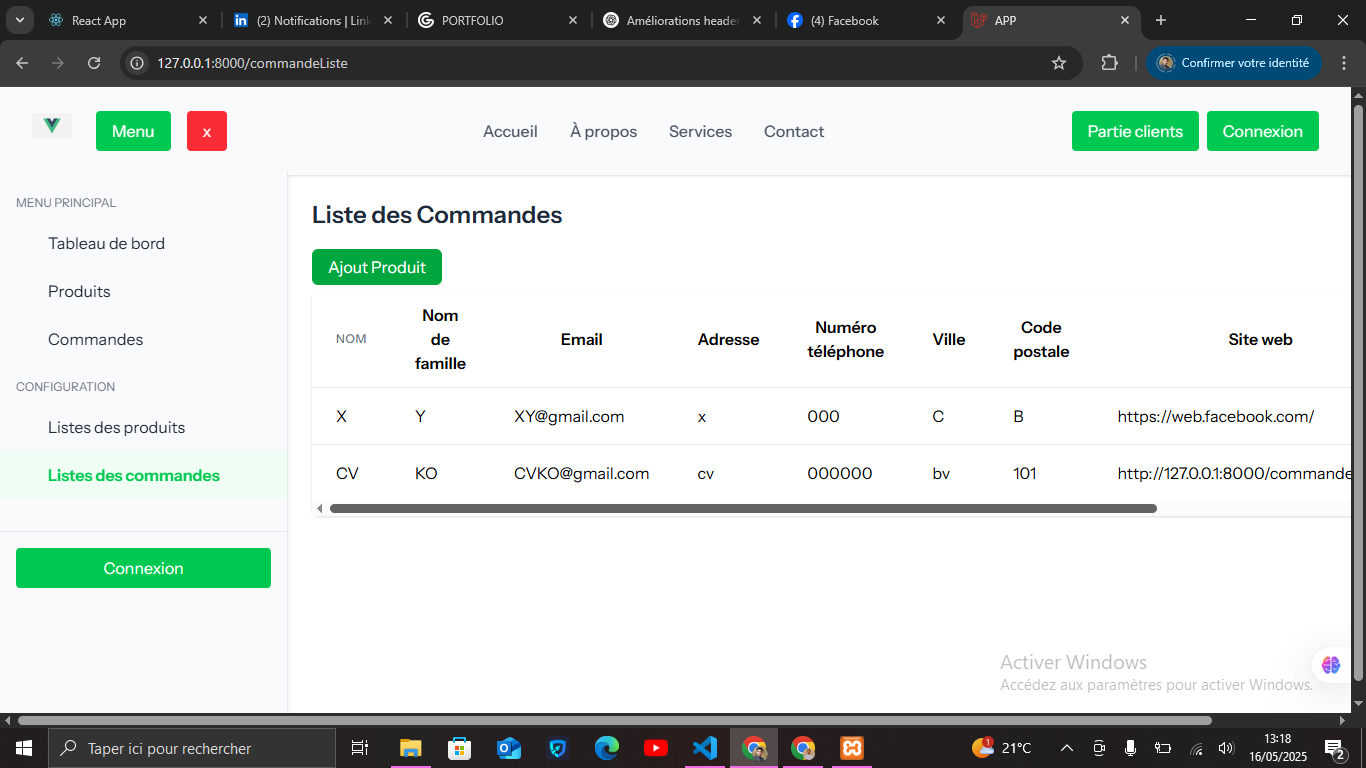 React App
(2) Notifications | Link
PORTFOLIO
Améliorations header
(4) Facebook
APP
127.0.0.1:8000/commandeListe
Confirmer votre identité
Menu
x
Accueil
À propos
Services
Contact
Partie clients
Connexion
MENU PRINCIPAL
Tableau de bord
Produits
Commandes
CONFIGURATION
Listes des produits
Listes des commandes
Connexion
Liste des Commandes
Ajout Produit
NOM
Nom
de
famille
Email
Adresse
Numéro
téléphone
Ville
Code
postale
Site web
X
Y
XY@gmail.com
x
000
C
B
https://web.facebook.com/
CV
KO
CVKO@gmail.com
cv
000000
bv
101
http://127.0.0.1:8000/commande
Activer Windows
Accédez aux paramètres pour activer Windows.
Taper ici pour rechercher
21°C
13:18
16/05/2025
1
2